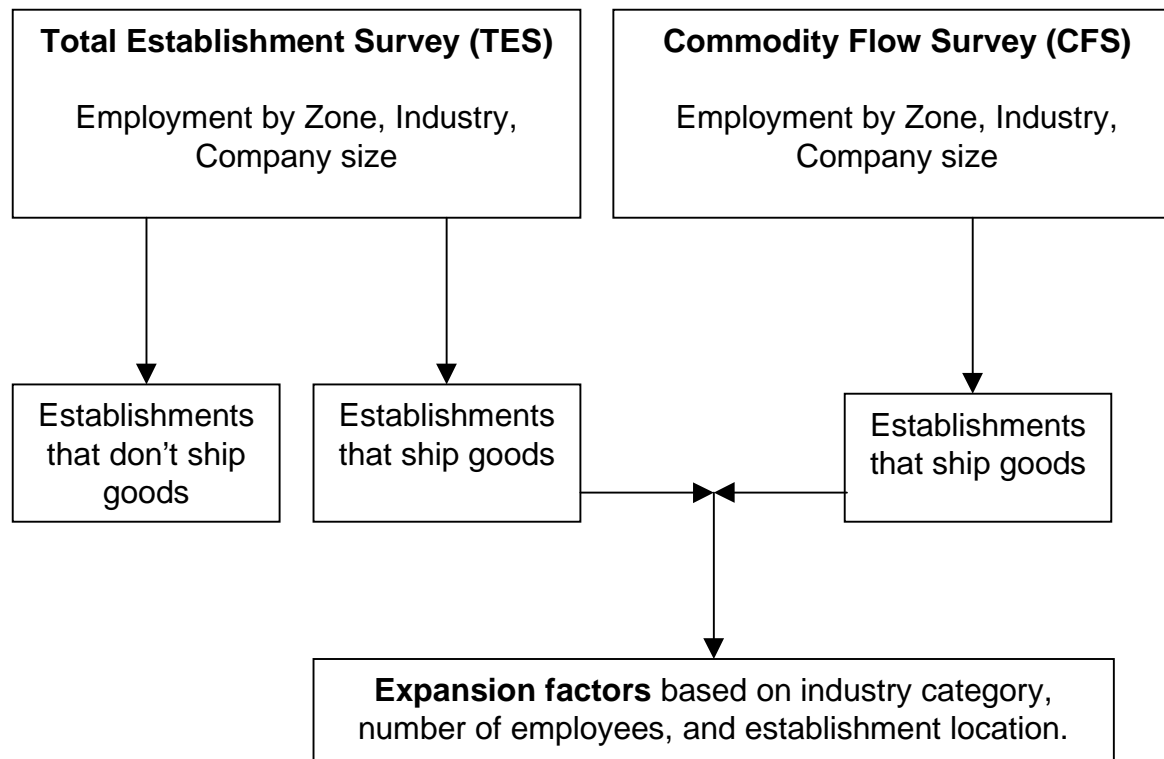 Total Establishment Survey (TES)
Employment by Zone, Industry,
Company size
Commodity Flow Survey (CFS)
Employment by Zone, Industry,
Company size
Establishments
that don't ship
goods
Establishments
that ship goods
Establishments
that ship goods
Expansion factors based on industry category,
number of employees, and establishment location.